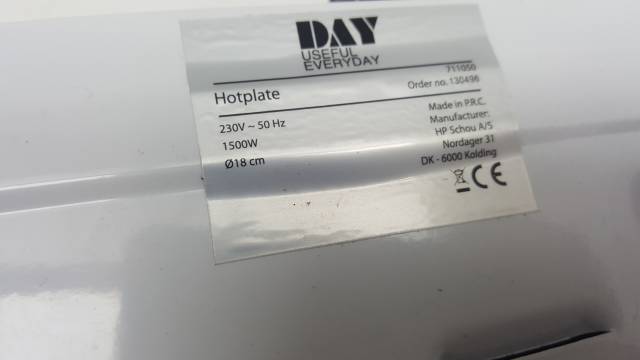 DAY
USEFUL
EVERYDAY
711050
Hotplate
Order no. 130496
230V ~ 50 Hz
1500W
Ø18 cm
Made in P.R.C.
Manufacturer:
HP Schou A/S
Nordager 31
DK - 6000 Kolding
CE